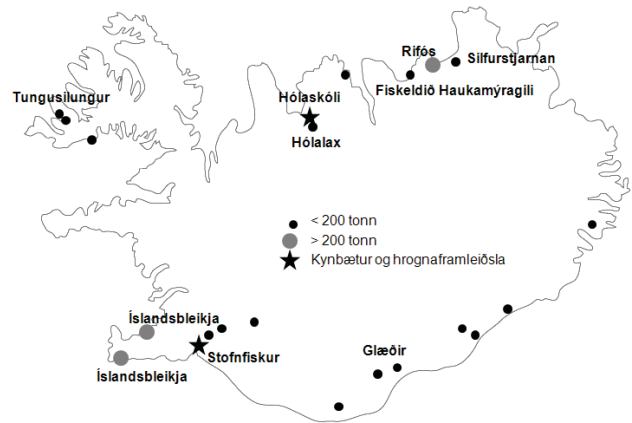 Rifós
Silfurstjarnan
Tungusilungur
Hólaskóli
Fiskeldið Haukamýragili
Hólalax
< 200 tonn
> 200 tonn
Kynbætur og hrognaframleiðsla
Íslandsbleikja
Stofnfiskur
Glæðir
Íslandsbleikja